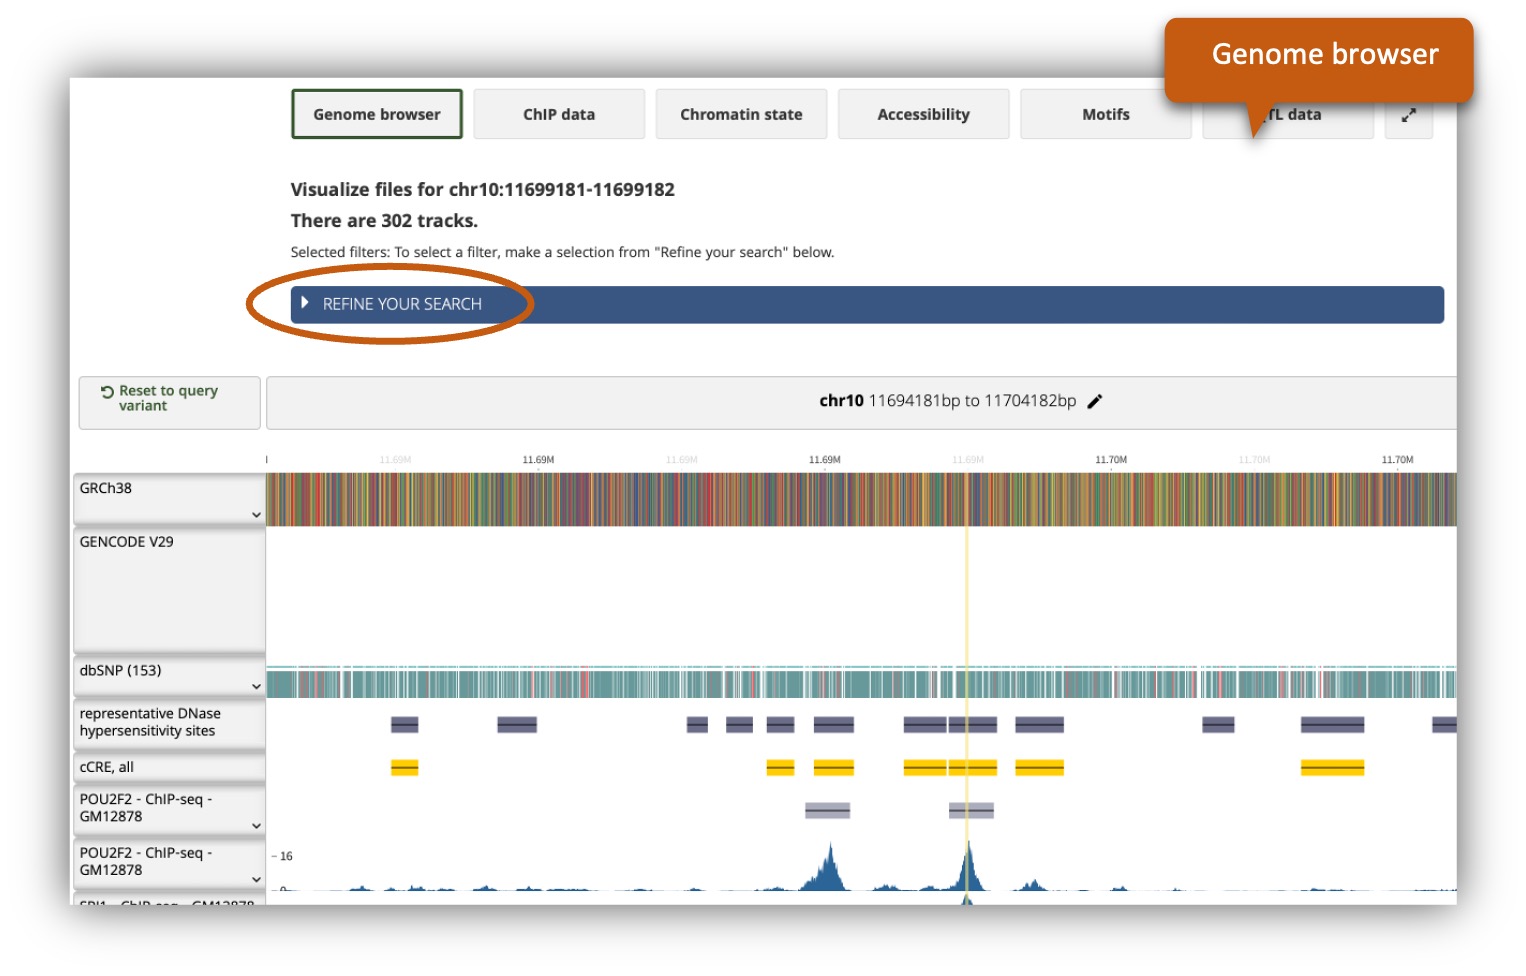 Genome browser
Genome browser
ChIP data
Chromatin state
Accessibility
Motifs
TL data
Visualize files for chr10:11699181-11699182
There are 302 tracks.
Selected filters: To select a filter, make a selection from "Refine your search" below.
REFINE YOUR SEARCH
Reset to query
variant
chr10 11694181bp to 11704182bp
11.69M
11.69M
11.69M
11.69M
11.69M
11.70M
11.70M
11.70M
GRCh38
GENCODE V29
dbSNP (153)
representative DNase
hypersensitivity sites
cCRE, all
POU2F2 - ChIP-seq -
GM12878
POU2F2 - ChIP-seq -
GM12878
16
0
SPI1 - ChIP-seq - GM12878